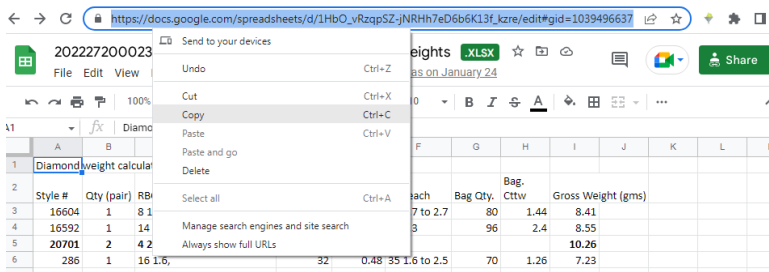 https://docs.google.com/spreadsheets/d/1HbO_vRzqpSZ-jNRHh7eD6b6K13f_kzre/edit#gid=1039496637
202227200023
eights .XLSX
File Edit View
as on January 24
Share
Send to your devices
Undo Ctrl+Z
Cut Ctrl+X
Copy Ctrl+C
Paste Ctrl+V
Paste and go
Delete
Select all Ctrl+A
Manage search engines and site search
Always show full URLs
100%
10
B I S A
A1
fx Diamo
A B F G H I J K L
1 Diamond weight calculat
2 Style # Qty (pair) RBC each Bag Qty. Bag. Cttw Gross Weight (gms)
3 16604 1 8 1 7 to 2.7 80 1.44 8.41
4 16592 1 14 3 96 2.4 8.55
5 20701 2 4 2 10.26
6 286 1 16 1.6, 32 0.48 35 1.6 to 2.5 70 1.26 7.23